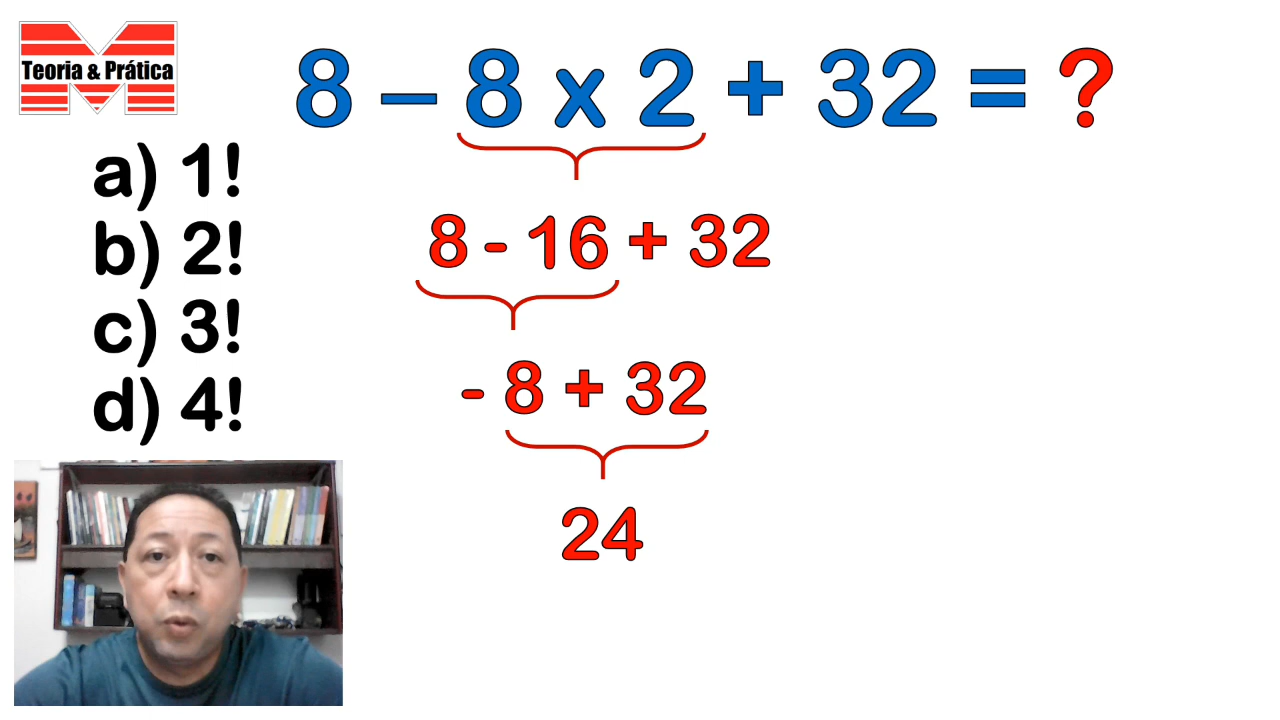 Teoria & Prática
8 – 8 x 2 + 32 = ?
a) 1!
b) 2!
c) 3!
d) 4!
8 - 16 + 32
- 8 + 32
24